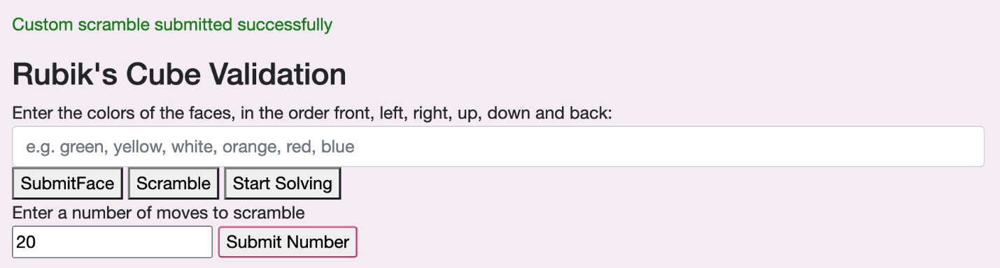 Custom scramble submitted successfully
Rubik's Cube Validation
Enter the colors of the faces, in the order front, left, right, up, down and back:
e.g. green, yellow, white, orange, red, blue
SubmitFace Scramble Start Solving
Enter a number of moves to scramble
20 Submit Number